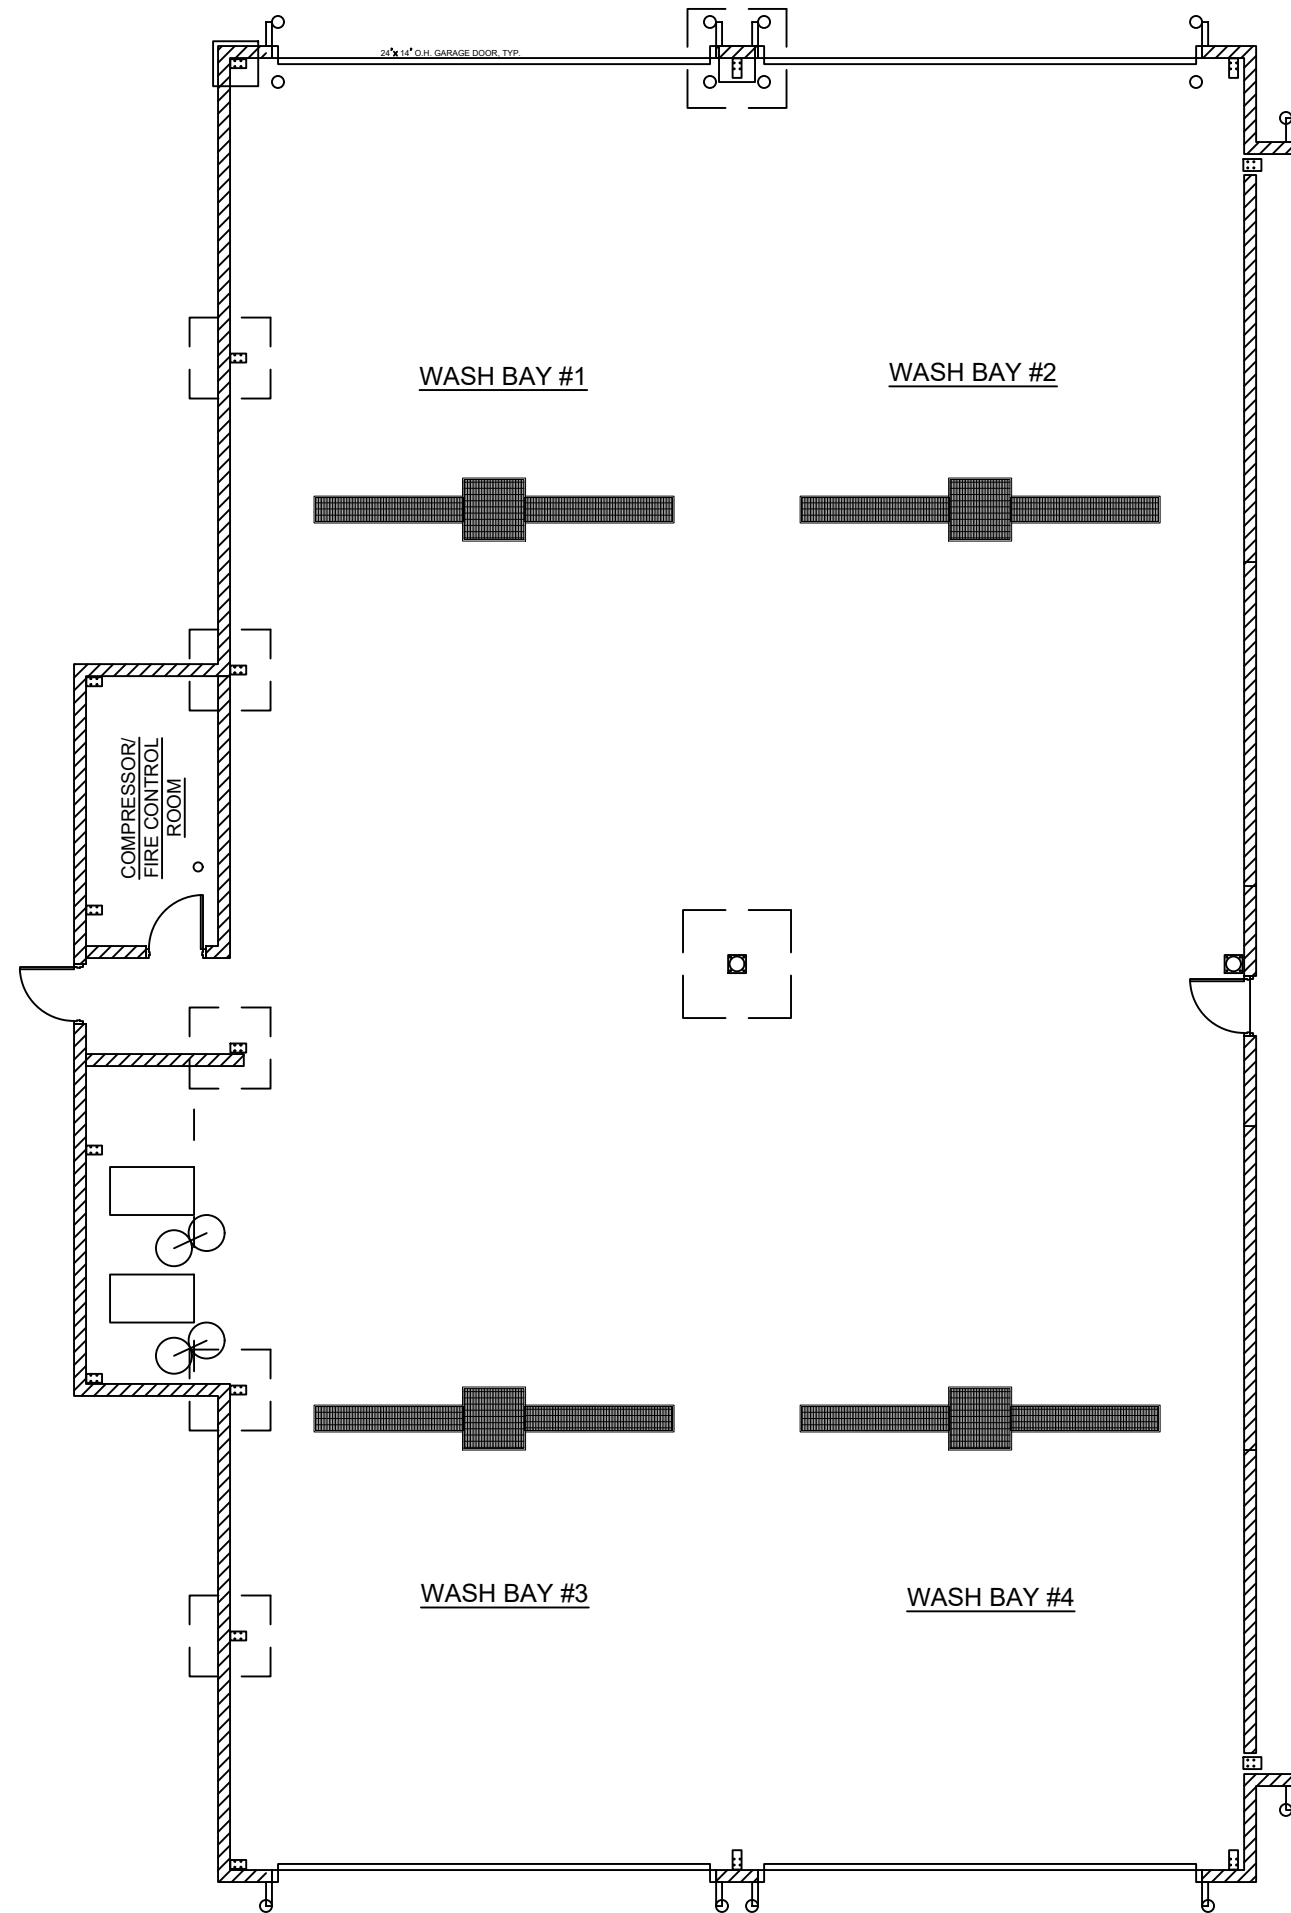 24' x 14' O.H. GARAGE DOOR, TYP.
WASH BAY #1
WASH BAY #2
COMPRESSOR/
FIRE CONTROL
ROOM
WASH BAY #3
WASH BAY #4